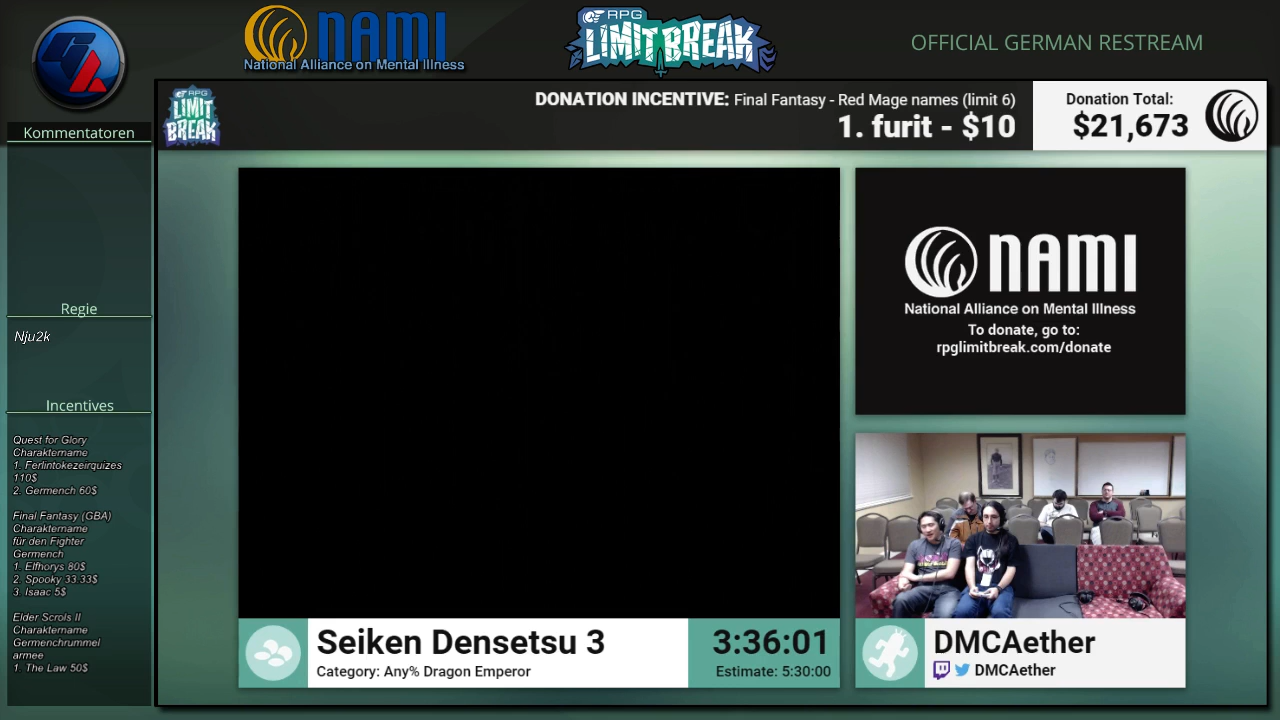 NAMI
National Alliance on Mental Illness
RPG
LIMIT BREAK
OFFICIAL GERMAN RESTREAM
Kommentatoren
Regie
Nju2k
Incentives
Quest for Glory
Charaktername
1. Ferlintokezeirquizes
110$
2. Germench 60$
Final Fantasy (GBA)
Charaktername
für den Fighter
Germench
1. Elfhorys 80$
2. Spooky 33.33$
3. Isaac 5$
Elder Scrols II
Charaktername
Germenchrummel
armee
1. The Law 50$
RPG
LIMIT
BREAK
DONATION INCENTIVE: Final Fantasy - Red Mage names (limit 6)
1. furit - $10
Donation Total:
$21,673
NAMI
National Alliance on Mental Illness
To donate, go to:
rpglimitbreak.com/donate
Seiken Densetsu 3
Category: Any% Dragon Emperor
3:36:01
Estimate: 5:30:00
DMCAether
DMCAether